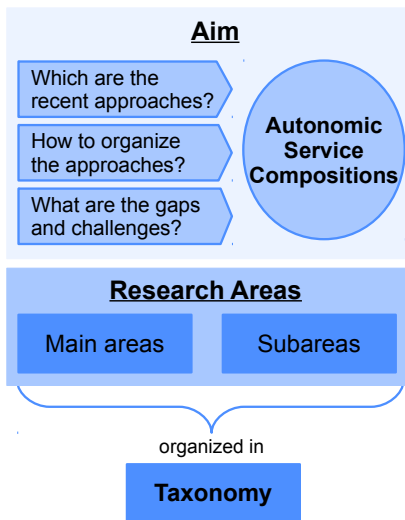 Aim
Which are the
recent approaches?
How to organize
the approaches?
What are the gaps
and challenges?
Autonomic
Service
Compositions
Research Areas
Main areas
Subareas
organized in
Taxonomy